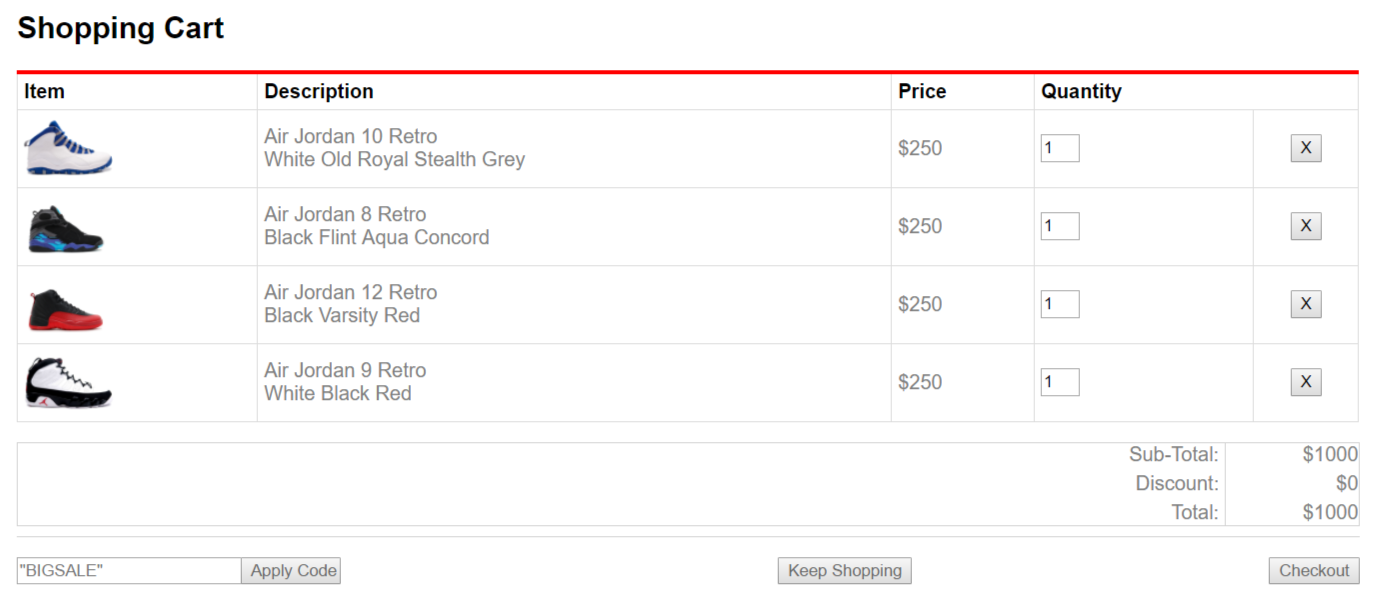 Shopping Cart
Item Description Price Quantity
Air Jordan 10 Retro
White Old Royal Stealth Grey
$250 1 X
Air Jordan 8 Retro
Black Flint Aqua Concord
$250 1 X
Air Jordan 12 Retro
Black Varsity Red
$250 1 X
Air Jordan 9 Retro
White Black Red
$250 1 X
Sub-Total: $1000
Discount: $0
Total: $1000
"BIGSALE" Apply Code Keep Shopping Checkout